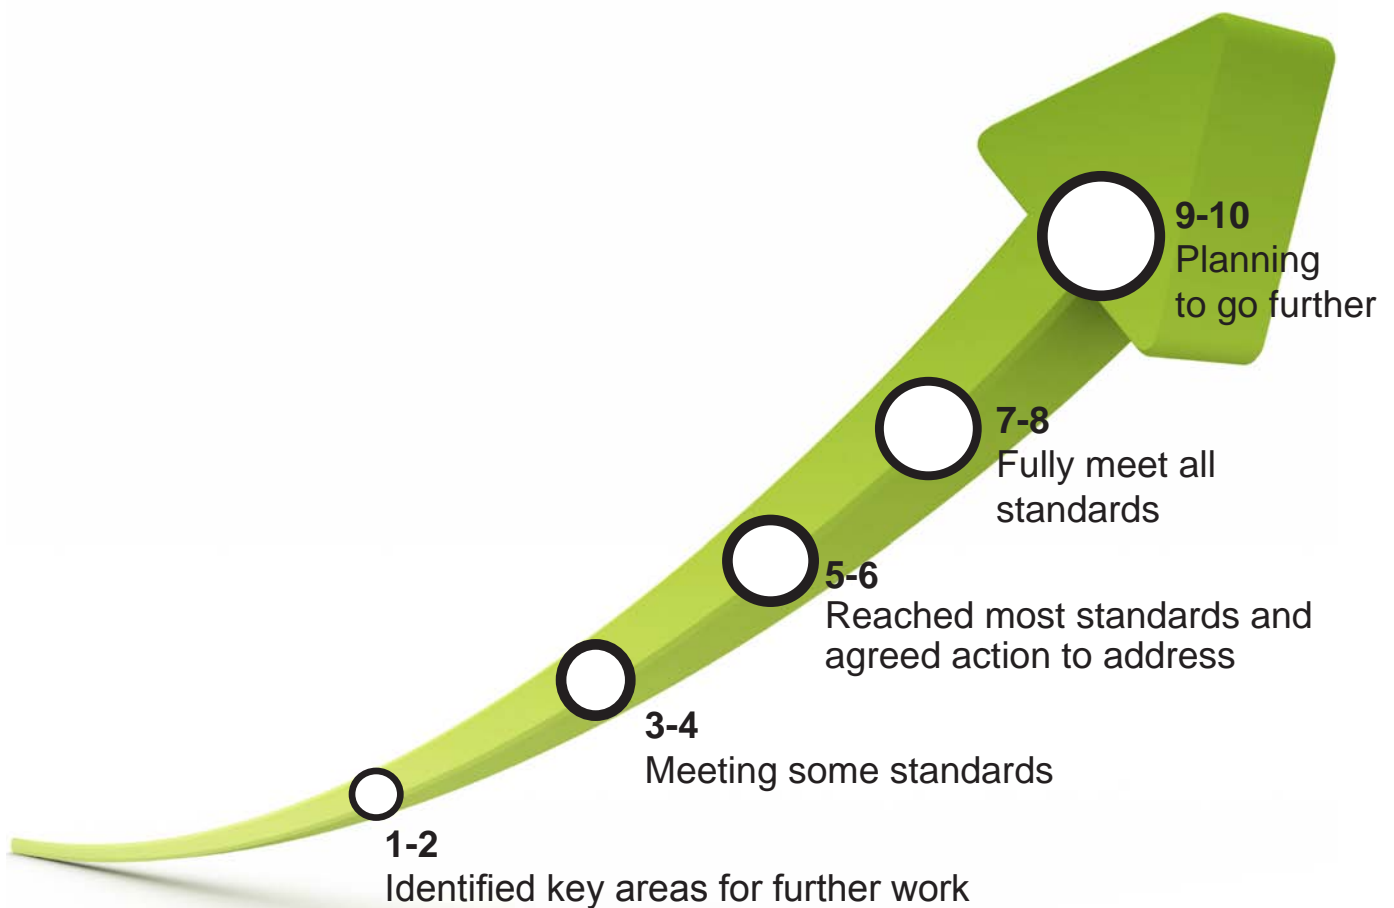 9-10
Planning
to go further
7-8
Fully meet all
standards
5-6
Reached most standards and
agreed action to address
3-4
Meeting some standards
1-2
Identified key areas for further work